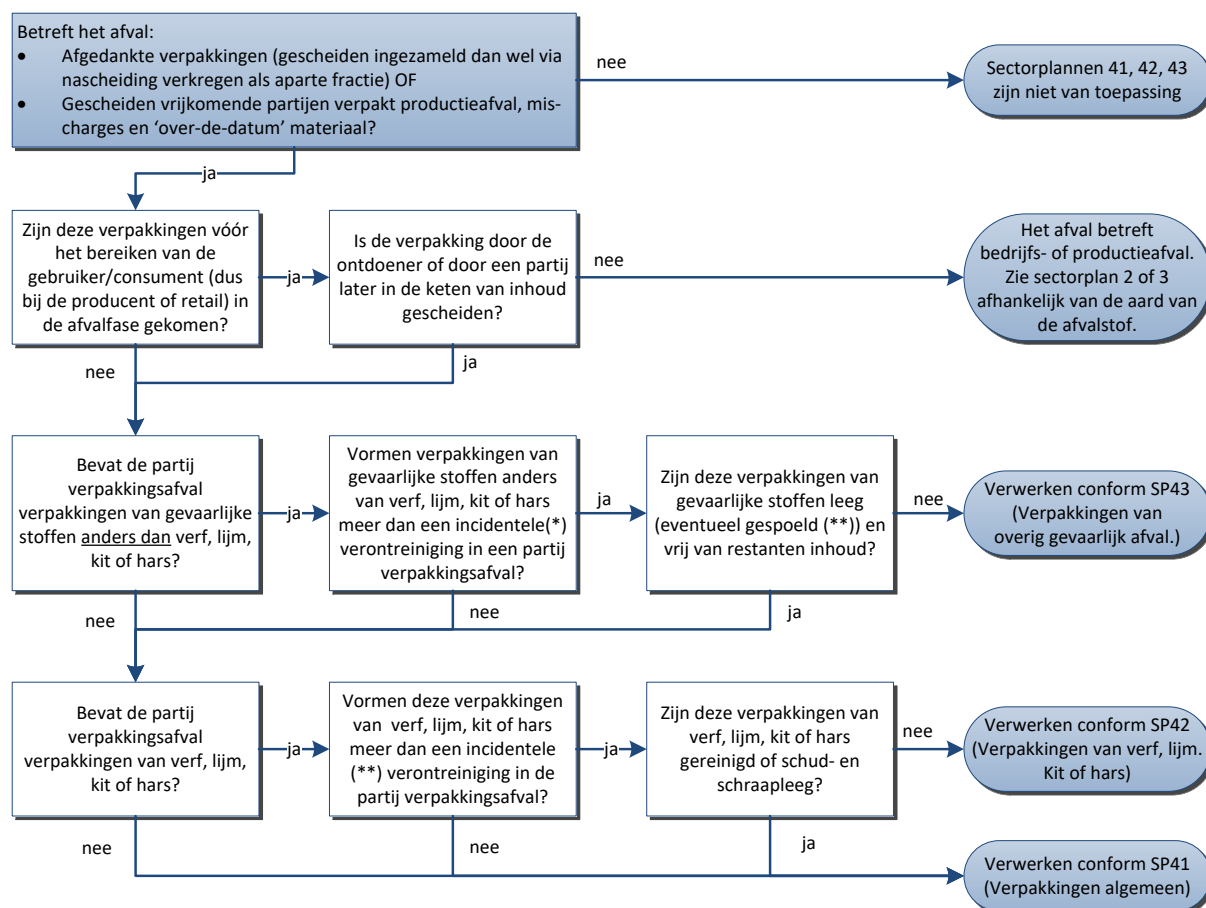 Betreft het afval:
• Afgedankte verpakkingen (gescheiden ingezameld dan wel via
nascheiding verkregen als aparte fractie) OF
• Gescheiden vrijkomende partijen verpakt productieafval, mis-
charges en ‘over-de-datum’ materiaal?
nee
Sectorplannen 41, 42, 43
zijn niet van toepassing
ja
Zijn deze verpakkingen vóór
het bereiken van de
gebruiker/consument (dus
bij de producent of retail) in
de afvalfase gekomen?
ja
Is de verpakking door de
ontdoener of door een partij
later in de keten van inhoud
gescheiden?
nee
Het afval betreft
bedrijfs- of productieafval.
Zie sectorplan 2 of 3
afhankelijk van de aard van
de afvalstof.
nee
ja
Bevat de partij
verpakkingsafval
verpakkingen van gevaarlijke
stoffen anders dan verf, lijm,
kit of hars?
ja
Vormen verpakkingen van
gevaarlijke stoffen anders
van verf, lijm, kit of hars
meer dan een incidentele(*)
verontreiniging in een partij
verpakkingsafval?
ja
Zijn deze verpakkingen van
gevaarlijke stoffen leeg
(eventueel gespoeld (**)) en
vrij van restanten inhoud?
nee
Verwerken conform SP43
(Verpakkingen van
overig gevaarlijk afval.)
nee
nee
ja
Bevat de partij
verpakkingsafval
verpakkingen van verf, lijm,
kit of hars?
ja
Vormen deze verpakkingen
van verf, lijm, kit of hars
meer dan een incidentele
(**) verontreiniging in de
partij verpakkingsafval?
ja
Zijn deze verpakkingen van
verf, lijm, kit of hars
gereinigd of schud- en
schraapleeg?
nee
Verwerken conform SP42
(Verpakkingen van verf, lijm.
Kit of hars)
nee
nee
ja
Verwerken conform SP41
(Verpakkingen algemeen)